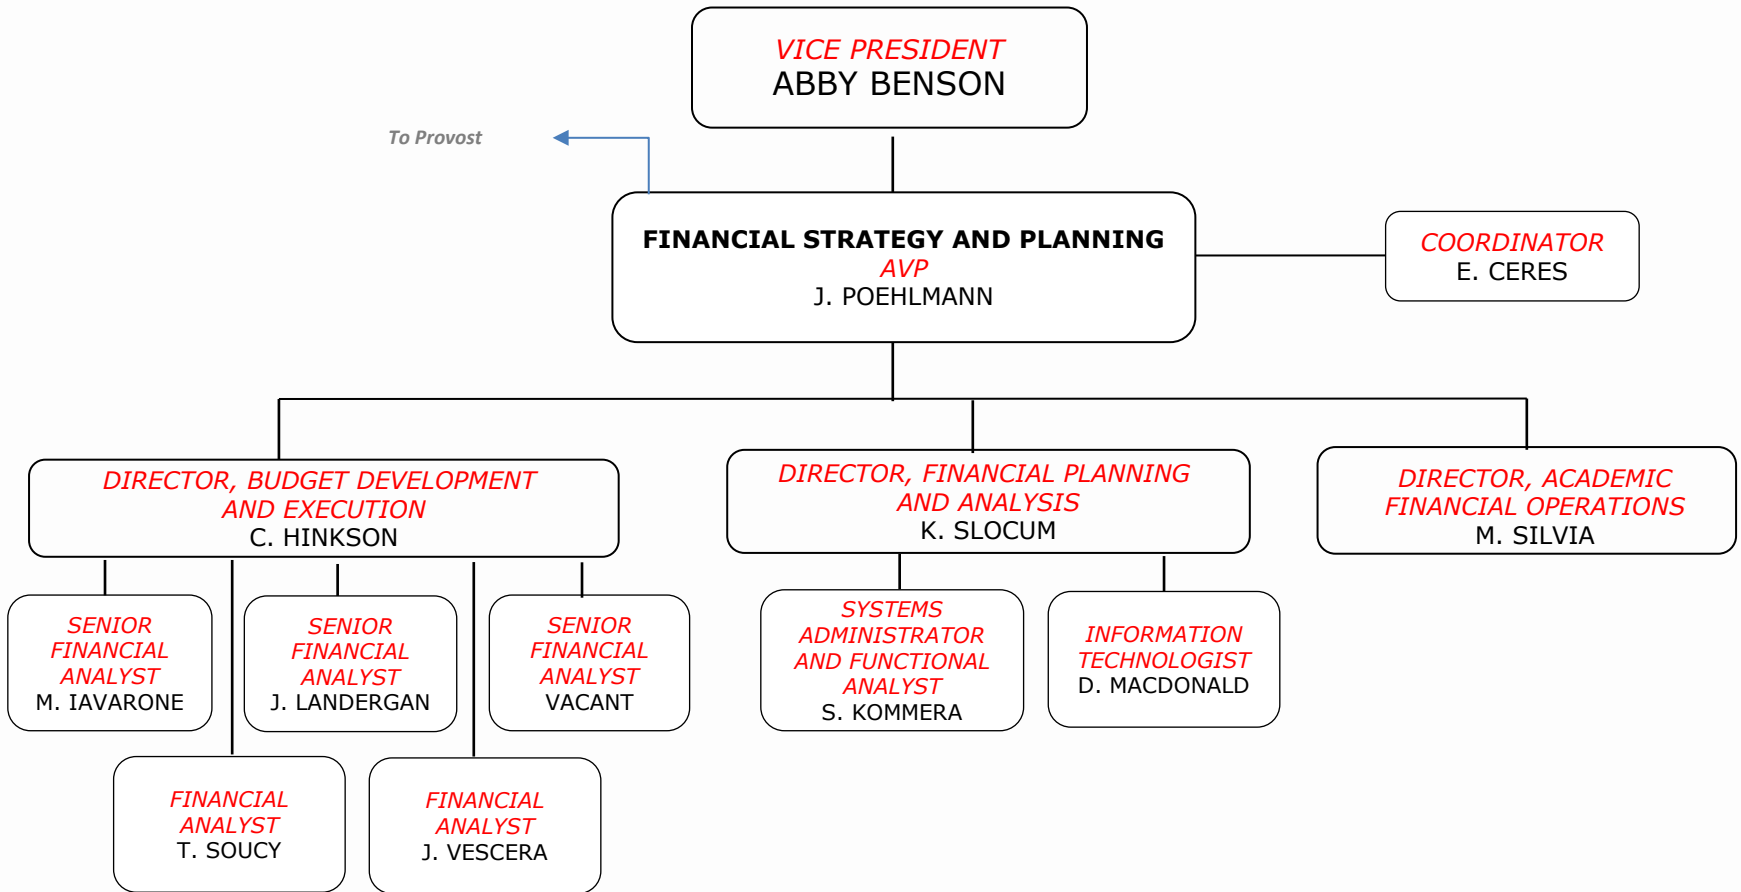 VICE PRESIDENT
ABBY BENSON
To Provost
FINANCIAL STRATEGY AND PLANNING
AVP
J. POEHLMANN
COORDINATOR
E. CERES
DIRECTOR, BUDGET DEVELOPMENT
AND EXECUTION
C. HINKSON
DIRECTOR, FINANCIAL PLANNING
AND ANALYSIS
K. SLOCUM
DIRECTOR, ACADEMIC
FINANCIAL OPERATIONS
M. SILVIA
SENIOR
FINANCIAL
ANALYST
M. IAVARONE
SENIOR
FINANCIAL
ANALYST
J. LANDERGAN
SENIOR
FINANCIAL
ANALYST
VACANT
SYSTEMS
ADMINISTRATOR
AND FUNCTIONAL
ANALYST
S. KOMMERA
INFORMATION
TECHNOLOGIST
D. MACDONALD
FINANCIAL
ANALYST
T. SOUCY
FINANCIAL
ANALYST
J. VESCERA